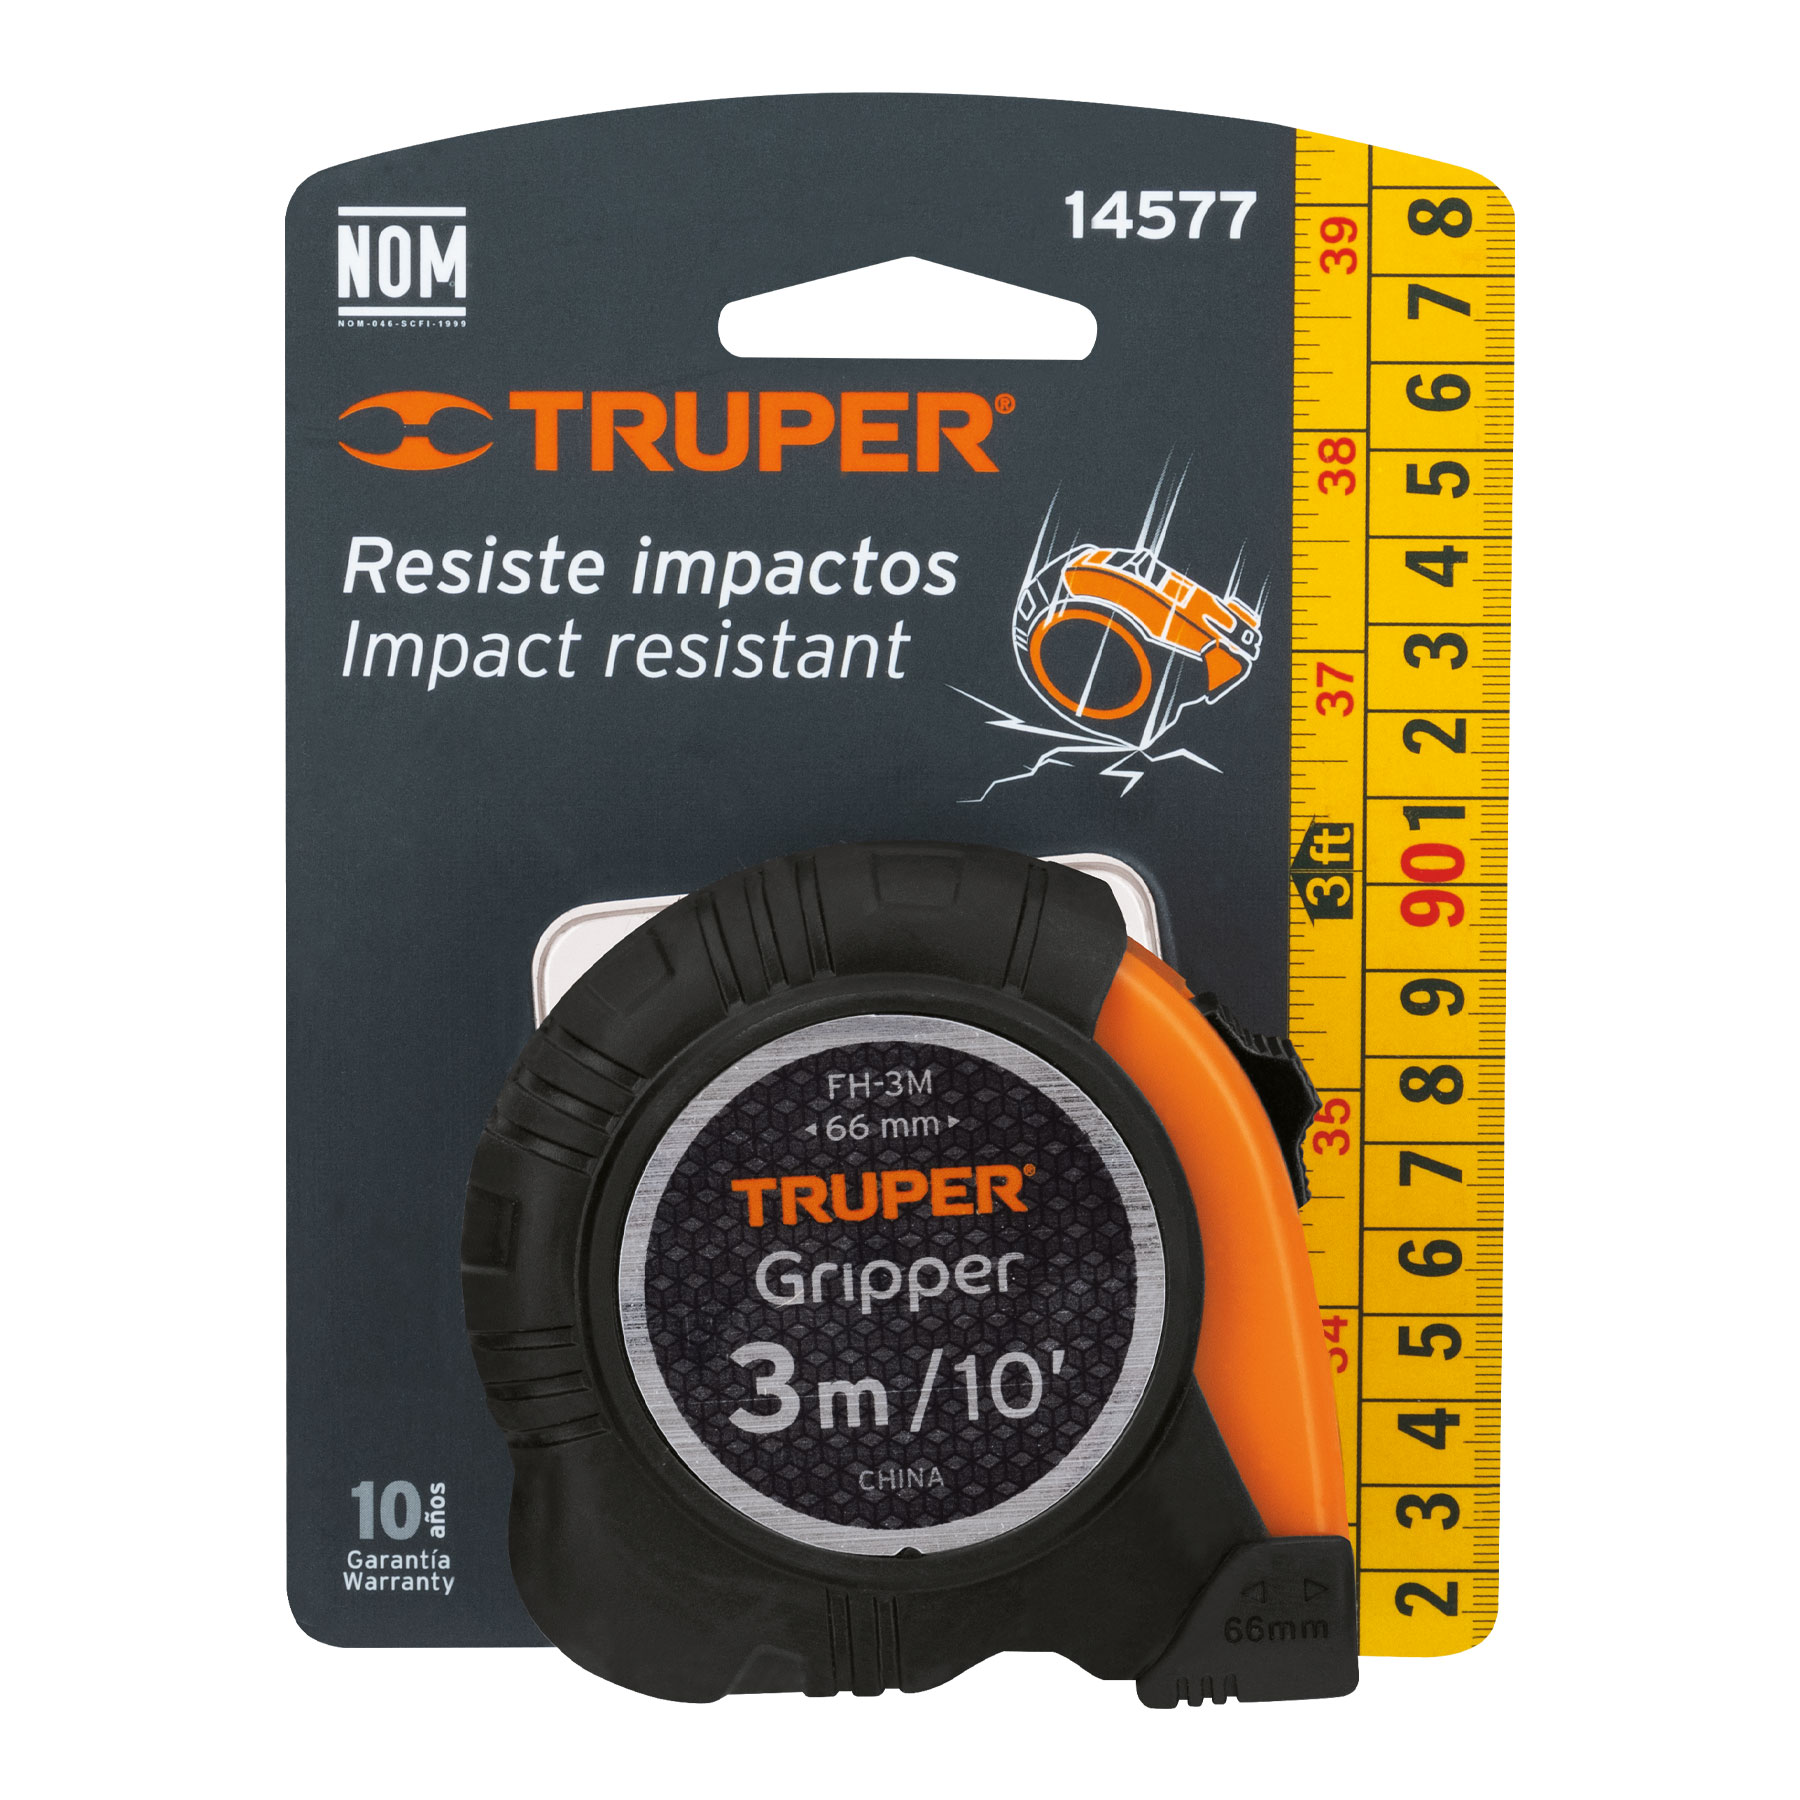 NOM
NOM-046-SCFI-1999
14577
TRUPER®
Resiste impactos
Impact resistant
FH-3M
66 mm
TRUPER®
Gripper
3m/10'
CHINA
10 años
Garantía
Warranty
66mm
39
38
37
3ft
35
8
7
6
5
4
3
2
1
90
9
8
7
6
5
4
3
2